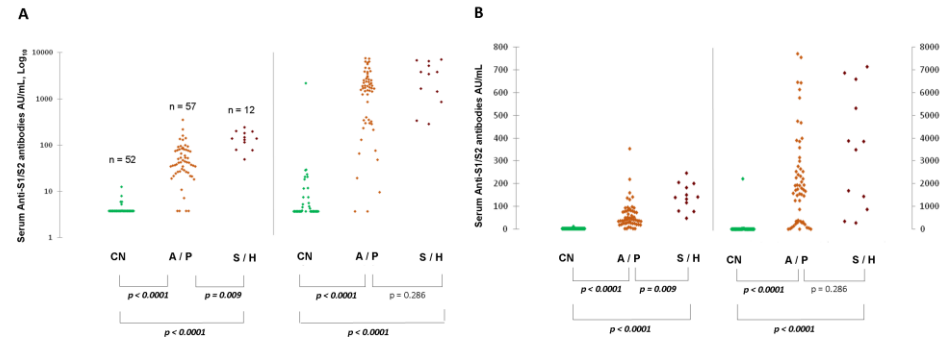 A
Serum Anti-S1/S2 antibodies AU/mL, Log10
10000
1000
100
10
1
n = 52
n = 57
n = 12
CN A / P S / H CN A / P S / H
p < 0.0001 p = 0.009 p < 0.0001 p = 0.286
p < 0.0001 p < 0.0001
B
Serum Anti-S1/S2 antibodies AU/mL
800
700
600
500
400
300
200
100
0
8000
7000
6000
5000
4000
3000
2000
1000
0
CN A / P S / H CN A / P S / H
p < 0.0001 p = 0.009 p < 0.0001 p = 0.286
p < 0.0001 p < 0.0001